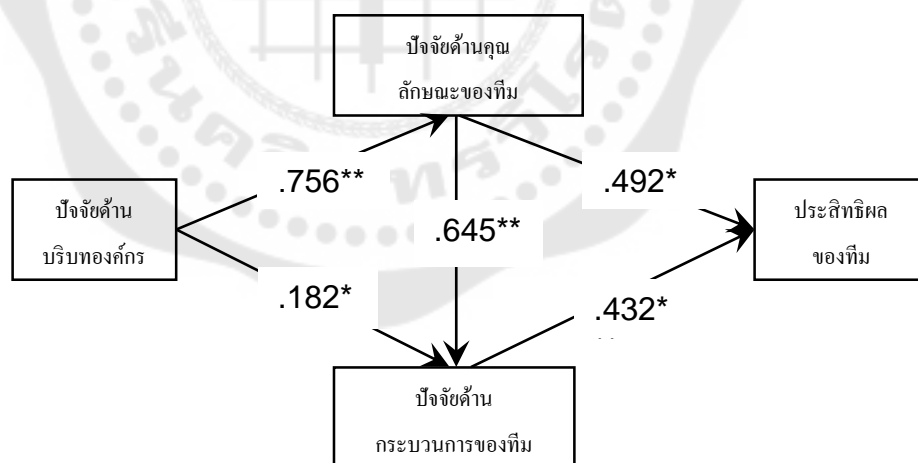 ปัจจัยด้านคุณ
ลักษณะของทีม
.756**
.492*
ปัจจัยด้าน
บริบทองค์กร
.645**
ประสิทธิผล
ของทีม
.182*
.432*
ปัจจัยด้าน
กระบวนการของทีม